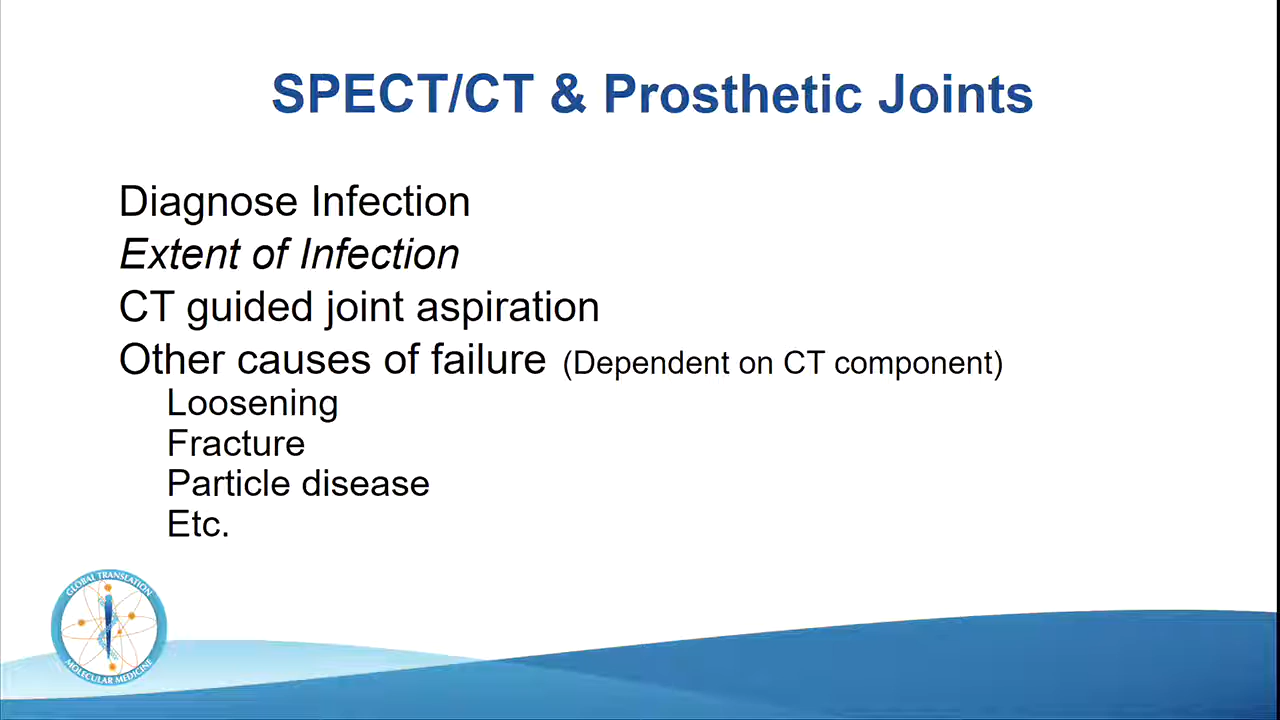 SPECT/CT & Prosthetic Joints
Diagnose Infection
Extent of Infection
CT guided joint aspiration
Other causes of failure (Dependent on CT component)
Loosening
Fracture
Particle disease
Etc.
GLOBAL TRANSLATION
MOLECULAR MEDICINE